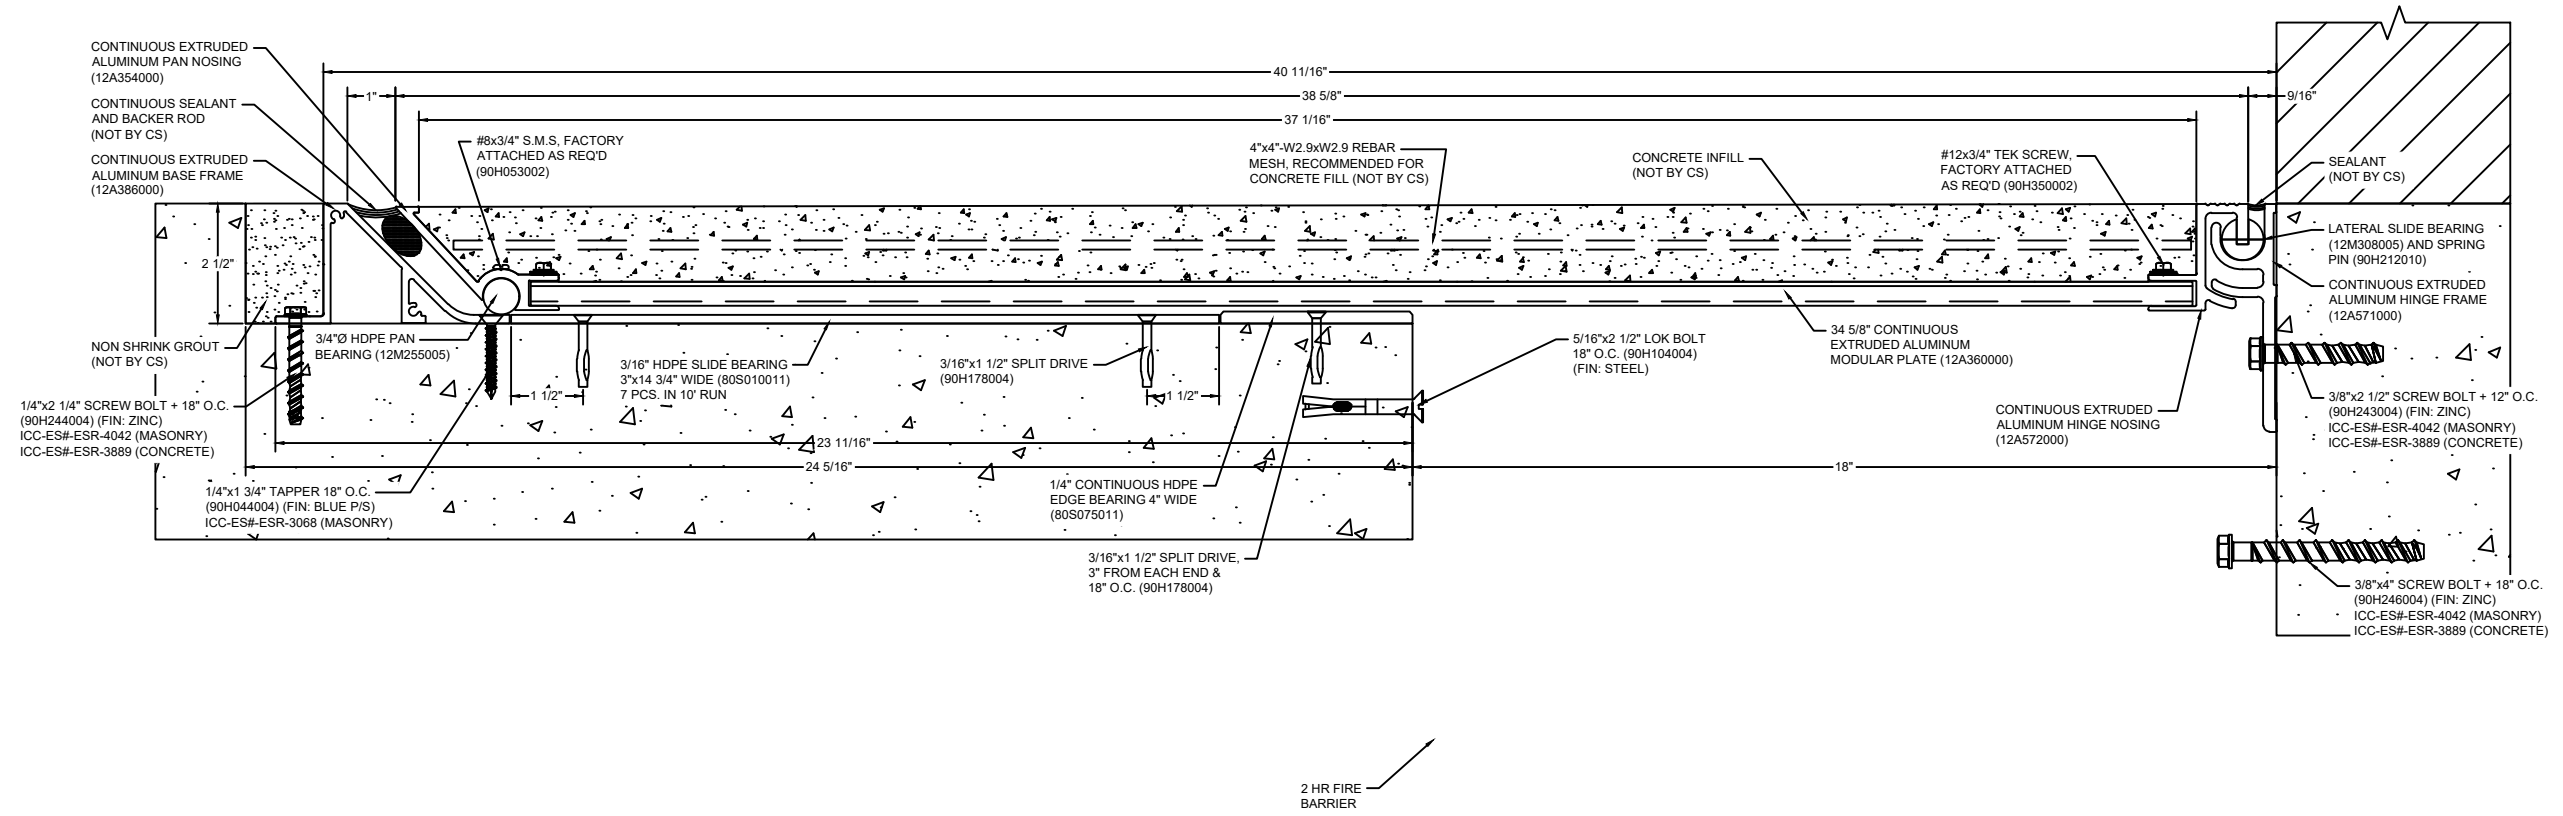 CONTINUOUS EXTRUDED
ALUMINUM PAN NOSING
(12A354000)
CONTINUOUS SEALANT
AND BACKER ROD
(NOT BY CS)
CONTINUOUS EXTRUDED
ALUMINUM BASE FRAME
(12A386000)
40 11/16"
1"
38 5/8"
9/16"
37 1/16"
#8x3/4" S.M.S, FACTORY
ATTACHED AS REQ'D
(90H053002)
4"x4"-W2.9xW2.9 REBAR
MESH, RECOMMENDED FOR
CONCRETE FILL (NOT BY CS)
CONCRETE INFILL
(NOT BY CS)
#12x3/4" TEK SCREW,
FACTORY ATTACHED
AS REQ'D (90H350002)
SEALANT
(NOT BY CS)
LATERAL SLIDE BEARING
(12M308005) AND SPRING
PIN (90H212010)
CONTINUOUS EXTRUDED
ALUMINUM HINGE FRAME
(12A571000)
2 1/2"
NON SHRINK GROUT
(NOT BY CS)
3/4"Ø HDPE PAN
BEARING (12M255005)
3/16" HDPE SLIDE BEARING
3"x14 3/4" WIDE (80S010011)
7 PCS. IN 10' RUN
3/16"x1 1/2" SPLIT DRIVE
(90H178004)
5/16"x2 1/2" LOK BOLT
18" O.C. (90H104004)
(FIN: STEEL)
34 5/8" CONTINUOUS
EXTRUDED ALUMINUM
MODULAR PLATE (12A360000)
1 1/2"
1 1/2"
1/4"x2 1/4" SCREW BOLT + 18" O.C.
(90H244004) (FIN: ZINC)
ICC-ES#-ESR-4042 (MASONRY)
ICC-ES#-ESR-3889 (CONCRETE)
CONTINUOUS EXTRUDED
ALUMINUM HINGE NOSING
(12A572000)
3/8"x2 1/2" SCREW BOLT + 12" O.C.
(90H243004) (FIN: ZINC)
ICC-ES#-ESR-4042 (MASONRY)
ICC-ES#-ESR-3889 (CONCRETE)
23 11/16"
24 5/16"
18"
1/4"x1 3/4" TAPPER 18" O.C.
(90H044004) (FIN: BLUE P/S)
ICC-ES#-ESR-3068 (MASONRY)
1/4" CONTINUOUS HDPE
EDGE BEARING 4" WIDE
(80S075011)
3/16"x1 1/2" SPLIT DRIVE,
3" FROM EACH END &
18" O.C. (90H178004)
3/8"x4" SCREW BOLT + 18" O.C.
(90H246004) (FIN: ZINC)
ICC-ES#-ESR-4042 (MASONRY)
ICC-ES#-ESR-3889 (CONCRETE)
2 HR FIRE
BARRIER